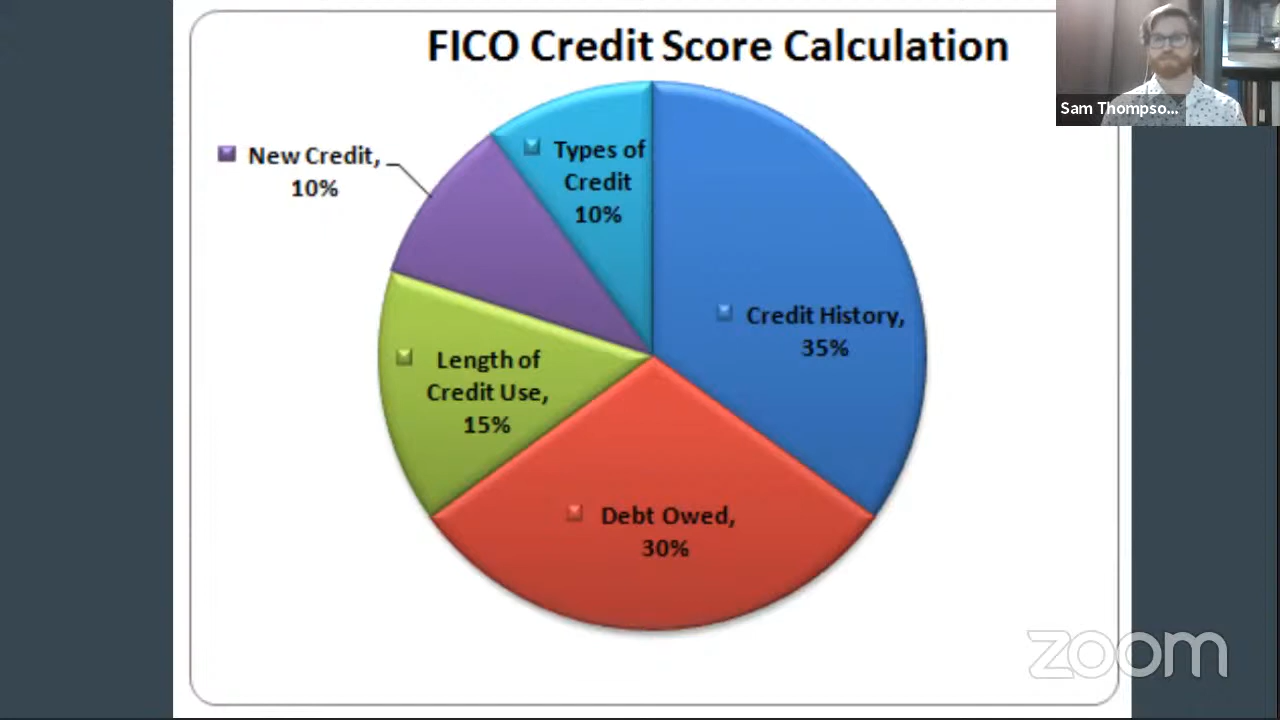 FICO Credit Score Calculation
Sam Thompso...
New Credit,
10%
Types of
Credit
10%
Credit History,
35%
Length of
Credit Use,
15%
Debt Owed,
30%
zoom